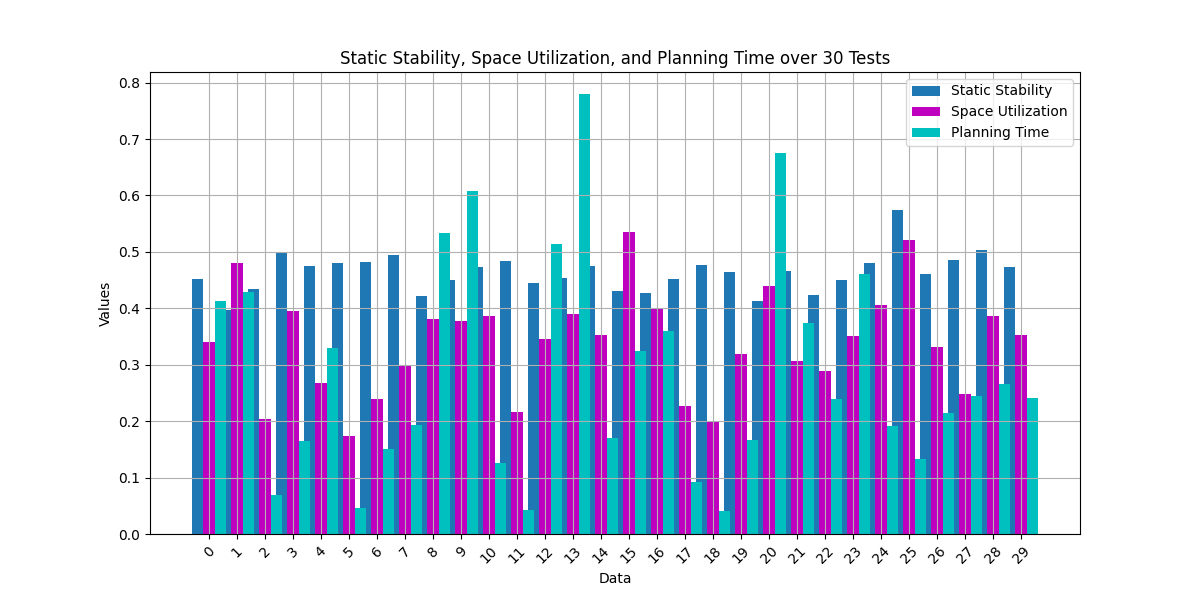 Static Stability, Space Utilization, and Planning Time over 30 Tests
Static Stability
Space Utilization
Planning Time
Values
0.8
0.7
0.6
0.5
0.4
0.3
0.2
0.1
0.0
0 1 2 3 4 5 6 7 8 9 10 11 12 13 14 15 16 17 18 19 20 21 22 23 24 25 26 27 28 29
Data